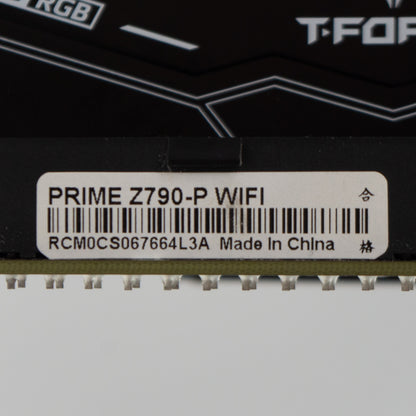 RGB
T-FOR
PRIME Z790-P WIFI 合
RCM0CS067664L3A Made In China 格